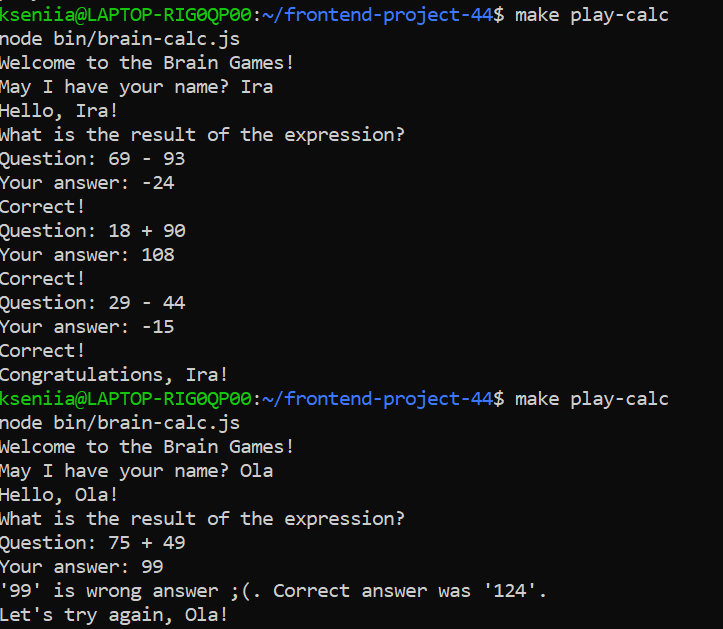 kseniia@LAPTOP-RIG0QP00:~/frontend-project-44$ make play-calc
node bin/brain-calc.js
Welcome to the Brain Games!
May I have your name? Ira
Hello, Ira!
What is the result of the expression?
Question: 69 - 93
Your answer: -24
Correct!
Question: 18 + 90
Your answer: 108
Correct!
Question: 29 - 44
Your answer: -15
Correct!
Congratulations, Ira!
kseniia@LAPTOP-RIG0QP00:~/frontend-project-44$ make play-calc
node bin/brain-calc.js
Welcome to the Brain Games!
May I have your name? Ola
Hello, Ola!
What is the result of the expression?
Question: 75 + 49
Your answer: 99
'99' is wrong answer ;(. Correct answer was '124'.
Let's try again, Ola!